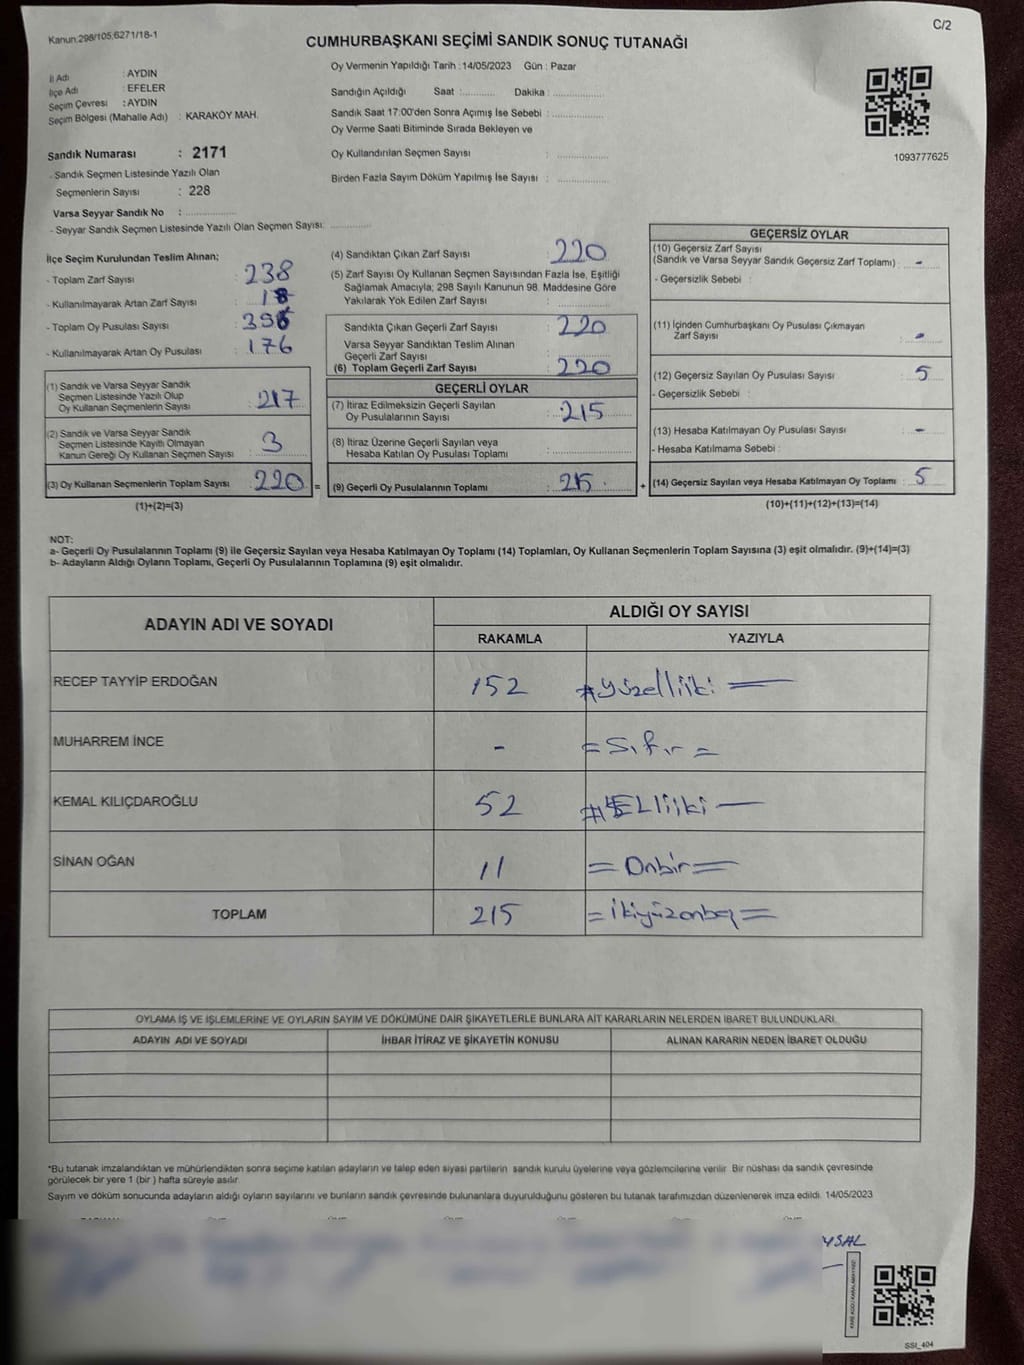 C/2
Kanun:298/105,6271/18-1
CUMHURBAŞKANI SEÇİMİ SANDIK SONUÇ TUTANAĞI
İl Adı : AYDIN
İlçe Adı : EFELER
Seçim Çevresi : AYDIN
Seçim Bölgesi (Mahalle Adı) : KARAKÖY MAH.
Sandık Numarası : 2171
- Sandık Seçmen Listesinde Yazılı Olan
Seçmenlerin Sayısı : 228
Varsa Seyyar Sandık No : ..................
- Seyyar Sandık Seçmen Listesinde Yazılı Olan Seçmen Sayısı: ..............
Oy Vermenin Yapıldığı Tarih : 14/05/2023 Gün : Pazar
Sandığın Açıldığı Saat :............ Dakika : .................
Sandık Saat 17:00'den Sonra Açımış İse Sebebi : .................
Oy Verme Saati Bitiminde Sırada Bekleyen ve
Oy Kullandırılan Seçmen Sayısı : .................
Birden Fazla Sayım Döküm Yapılmış İse Sayısı : .................
1093777625
İlçe Seçim Kurulundan Teslim Alınan;
- Toplam Zarf Sayısı : 238
- Kullanılmayarak Artan Zarf Sayısı : 18
- Toplam Oy Pusulası Sayısı : 396
- Kullanılmayarak Artan Oy Pusulası : 176
(1) Sandık ve Varsa Seyyar Sandık
Seçmen Listesinde Yazılı Olup
Oy Kullanan Seçmenlerin Sayısı : 217
(2) Sandık ve Varsa Seyyar Sandık
Seçmen Listesinde Kayıtlı Olmayan
Kanun Gereği Oy Kullanan Seçmen Sayısı : 3
(3) Oy Kullanan Seçmenlerin Toplam Sayısı : 220
(1)+(2)=(3)
(4) Sandıktan Çıkan Zarf Sayısı : 220
(5) Zarf Sayısı Oy Kullanan Seçmen Sayısından Fazla İse, Eşitliği
Sağlamak Amacıyla; 298 Sayılı Kanunun 98. Maddesine Göre
Yakılarak Yok Edilen Zarf Sayısı : .................
Sandıkta Çıkan Geçerli Zarf Sayısı : 220
Varsa Seyyar Sandıktan Teslim Alınan
Geçerli Zarf Sayısı : .................
(6) Toplam Geçerli Zarf Sayısı : 220
GEÇERLİ OYLAR
(7) İtiraz Edilmeksizin Geçerli Sayılan
Oy Pusulalarının Sayısı : 215
(8) İtiraz Üzerine Geçerli Sayılan veya
Hesaba Katılan Oy Pusulası Toplamı : .................
= (9) Geçerli Oy Pusulalarının Toplamı : 215
GEÇERSİZ OYLAR
(10) Geçersiz Zarf Sayısı
(Sandık ve Varsa Seyyar Sandık Geçersiz Zarf Toplamı) : -
- Geçersizlik Sebebi :
(11) İçinden Cumhurbaşkanı Oy Pusulası Çıkmayan
Zarf Sayısı : -
(12) Geçersiz Sayılan Oy Pusulası Sayısı : 5
- Geçersizlik Sebebi :
(13) Hesaba Katılmayan Oy Pusulası Sayısı : -
- Hesaba Katılmama Sebebi :
+ (14) Geçersiz Sayılan veya Hesaba Katılmayan Oy Toplamı : 5
(10)+(11)+(12)+(13)=(14)
NOT:
a- Geçerli Oy Pusulalarının Toplamı (9) ile Geçersiz Sayılan veya Hesaba Katılmayan Oy Toplamı (14) Toplamları, Oy Kullanan Seçmenlerin Toplam Sayısına (3) eşit olmalıdır. (9)+(14)=(3)
b- Adayların Aldığı Oyların Toplamı, Geçerli Oy Pusulalarının Toplamına (9) eşit olmalıdır.
ADAYIN ADI VE SOYADI ALDIĞI OY SAYISI
RAKAMLA YAZIYLA
RECEP TAYYİP ERDOĞAN 152 #yüzelliiki
MUHARREM İNCE - =Sıfır=
KEMAL KILIÇDAROĞLU 52 #ELLiiki
SİNAN OĞAN 11 =Onbir=
TOPLAM 215 =ikiyüzonbeş=
OYLAMA İŞ VE İŞLEMLERİNE VE OYLARIN SAYIM VE DÖKÜMÜNE DAİR ŞİKAYETLERLE BUNLARA AİT KARARLARIN NELERDEN İBARET BULUNDUKLARI
ADAYIN ADI VE SOYADI İHBAR İTİRAZ VE ŞİKAYETİN KONUSU ALINAN KARARIN NEDEN İBARET OLDUĞU
*Bu tutanak imzalandıktan ve mühürlendikten sonra seçime katılan adayların ve talep eden siyasi partilerin sandık kurulu üyelerine veya gözlemcilerine verilir. Bir nüshası da sandık çevresinde
görülecek bir yere 1 (bir ) hafta süreyle asılır.
Sayım ve döküm sonucunda adayların aldığı oyların sayılarını ve bunların sandık çevresinde bulunanlara duyurulduğunu gösteren bu tutanak tarafımızdan düzenlenerek imza edildi. 14/05/2023
YSAL
KARE KODU KARALAMAYINIZ!
SSI_404